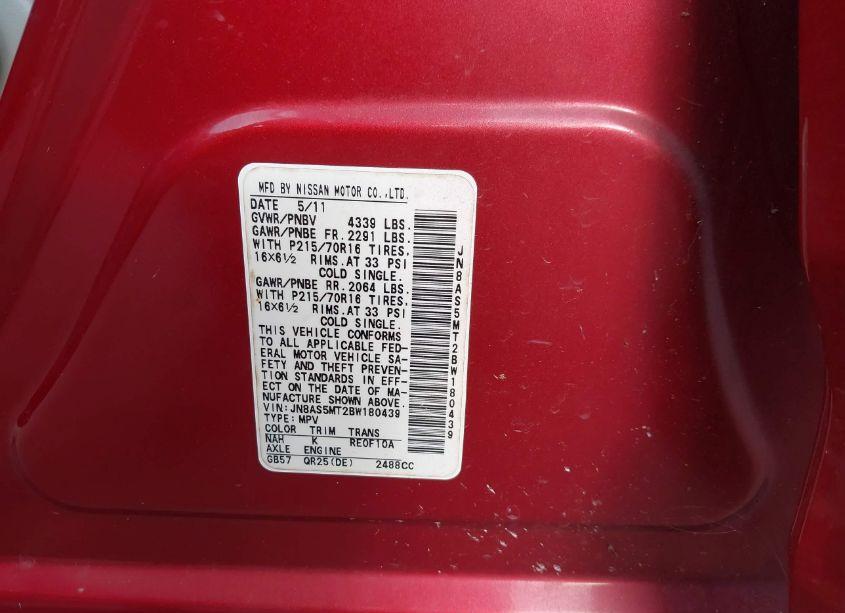 MFD BY NISSAN MOTOR CO.,LTD.
DATE 5/11
GVWR/PNBV 4339 LBS.
GAWR/PNBE FR.2291 LBS.
WITH P215/70R16 TIRES,
16X6½ RIMS.AT 33 PSI
COLD SINGLE.
GAWR/PNBE RR.2064 LBS.
WITH P215/70R16 TIRES,
16X6½ RIMS.AT 33 PSI
COLD SINGLE.
THIS VEHICLE CONFORMS
TO ALL APPLICABLE FED-
ERAL MOTOR VEHICLE SA-
FETY AND THEFT PREVEN-
TION STANDARDS IN EFF-
ECT ON THE DATE OF MA-
NUFACTURE SHOWN ABOVE.
VIN:JN8AS5MT2BW180439
TYPE:MPV
COLOR TRIM TRANS
NAH K RE0F10A
AXLE ENGINE
GB57 QR25(DE) 2488CC
JN8AS5MT2BW180439